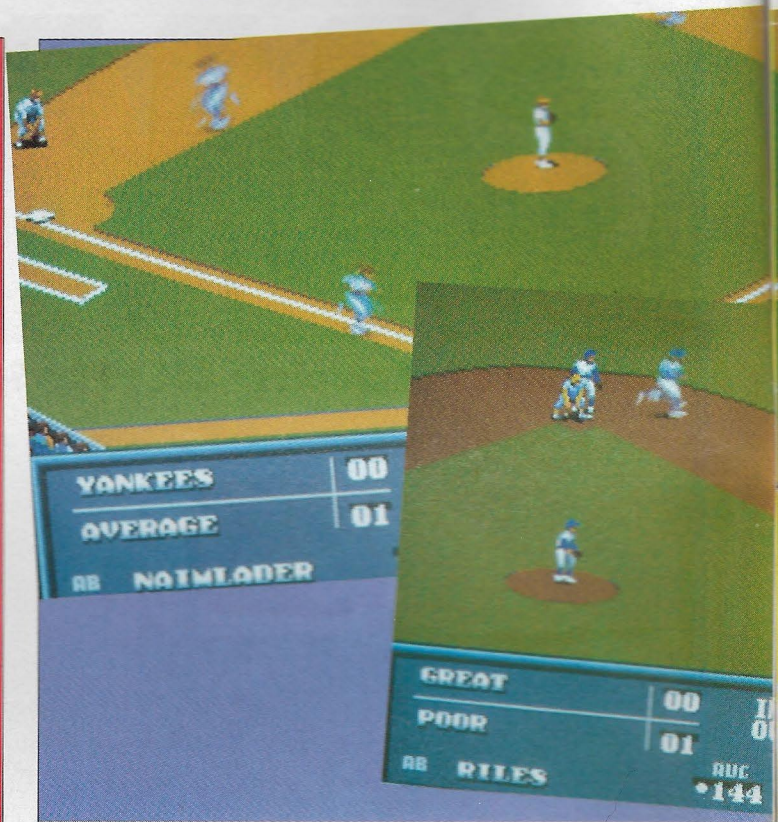 YANKEES 00
AVERAGE 01
AB NAIMLADER
GREAT 00
POOR 01
AB RILES
AVG
•144